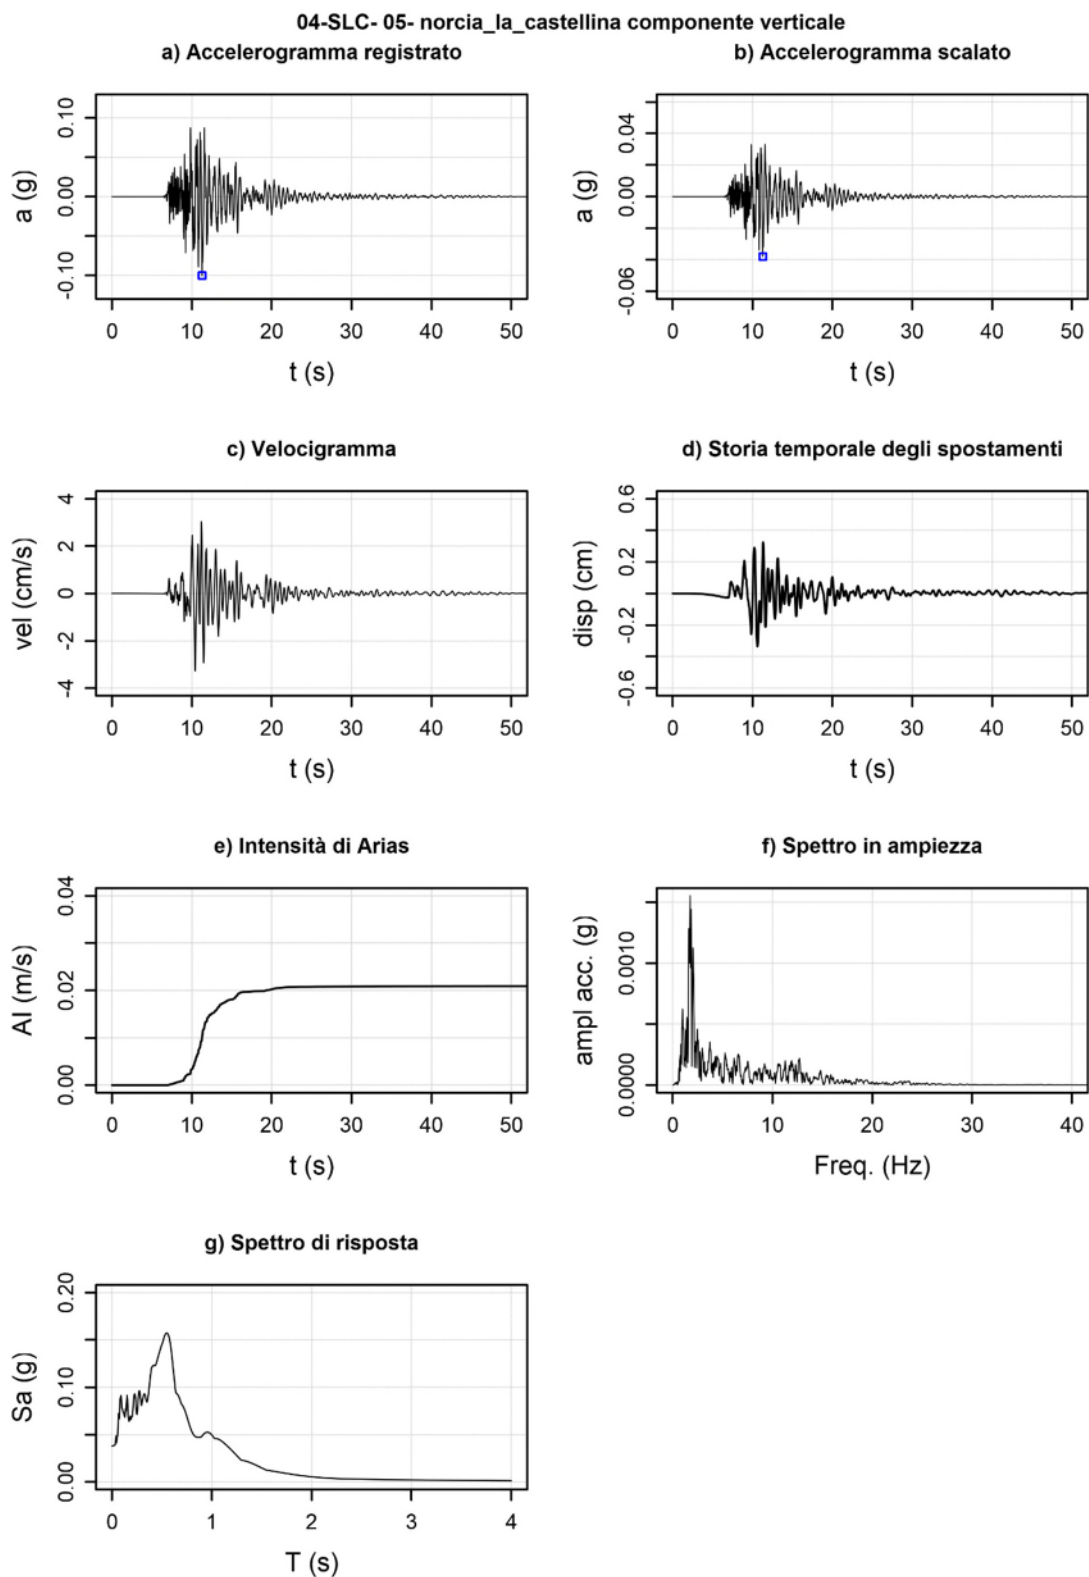 04-SLC- 05- norcia_la_castellina componente verticale
a) Accelerogramma registrato
b) Accelerogramma scalato
a (g)
0.10
0.00
-0.10
0 10 20 30 40 50
t (s)
a (g)
0.04
0.00
-0.06
0 10 20 30 40 50
t (s)
c) Velocigramma
d) Storia temporale degli spostamenti
vel (cm/s)
4
2
0
-2
-4
0 10 20 30 40 50
t (s)
disp (cm)
0.6
0.2
-0.2
-0.6
0 10 20 30 40 50
t (s)
e) Intensità di Arias
f) Spettro in ampiezza
AI (m/s)
0.04
0.02
0.00
0 10 20 30 40 50
t (s)
ampl acc. (g)
0.0010
0.0000
0 10 20 30 40
Freq. (Hz)
g) Spettro di risposta
Sa (g)
0.20
0.10
0.00
0 1 2 3 4
T (s)